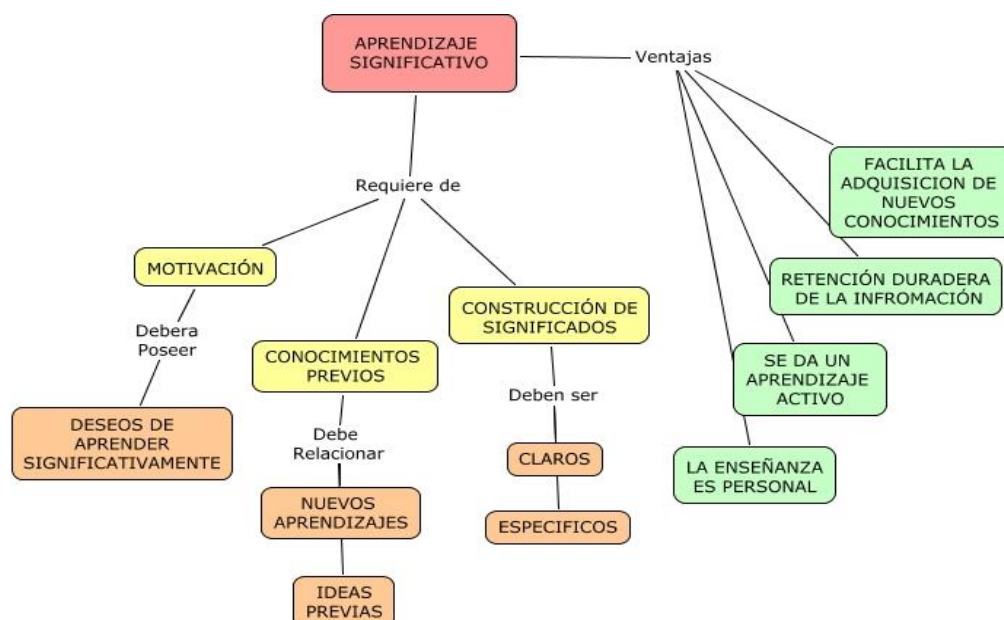 APRENDIZAJE
SIGNIFICATIVO
Ventajas
Requiere de
MOTIVACIÓN
Debera
Poseer
DESEOS DE
APRENDER
SIGNIFICATIVAMENTE
CONOCIMIENTOS
PREVIOS
Debe
Relacionar
NUEVOS
APRENDIZAJES
IDEAS
PREVIAS
CONSTRUCCIÓN DE
SIGNIFICADOS
Deben ser
CLAROS
ESPECIFICOS
FACILITA LA
ADQUISICION DE
NUEVOS
CONOCIMIENTOS
RETENCIÓN DURADERA
DE LA INFROMACIÓN
SE DA UN
APRENDIZAJE
ACTIVO
LA ENSEÑANZA
ES PERSONAL